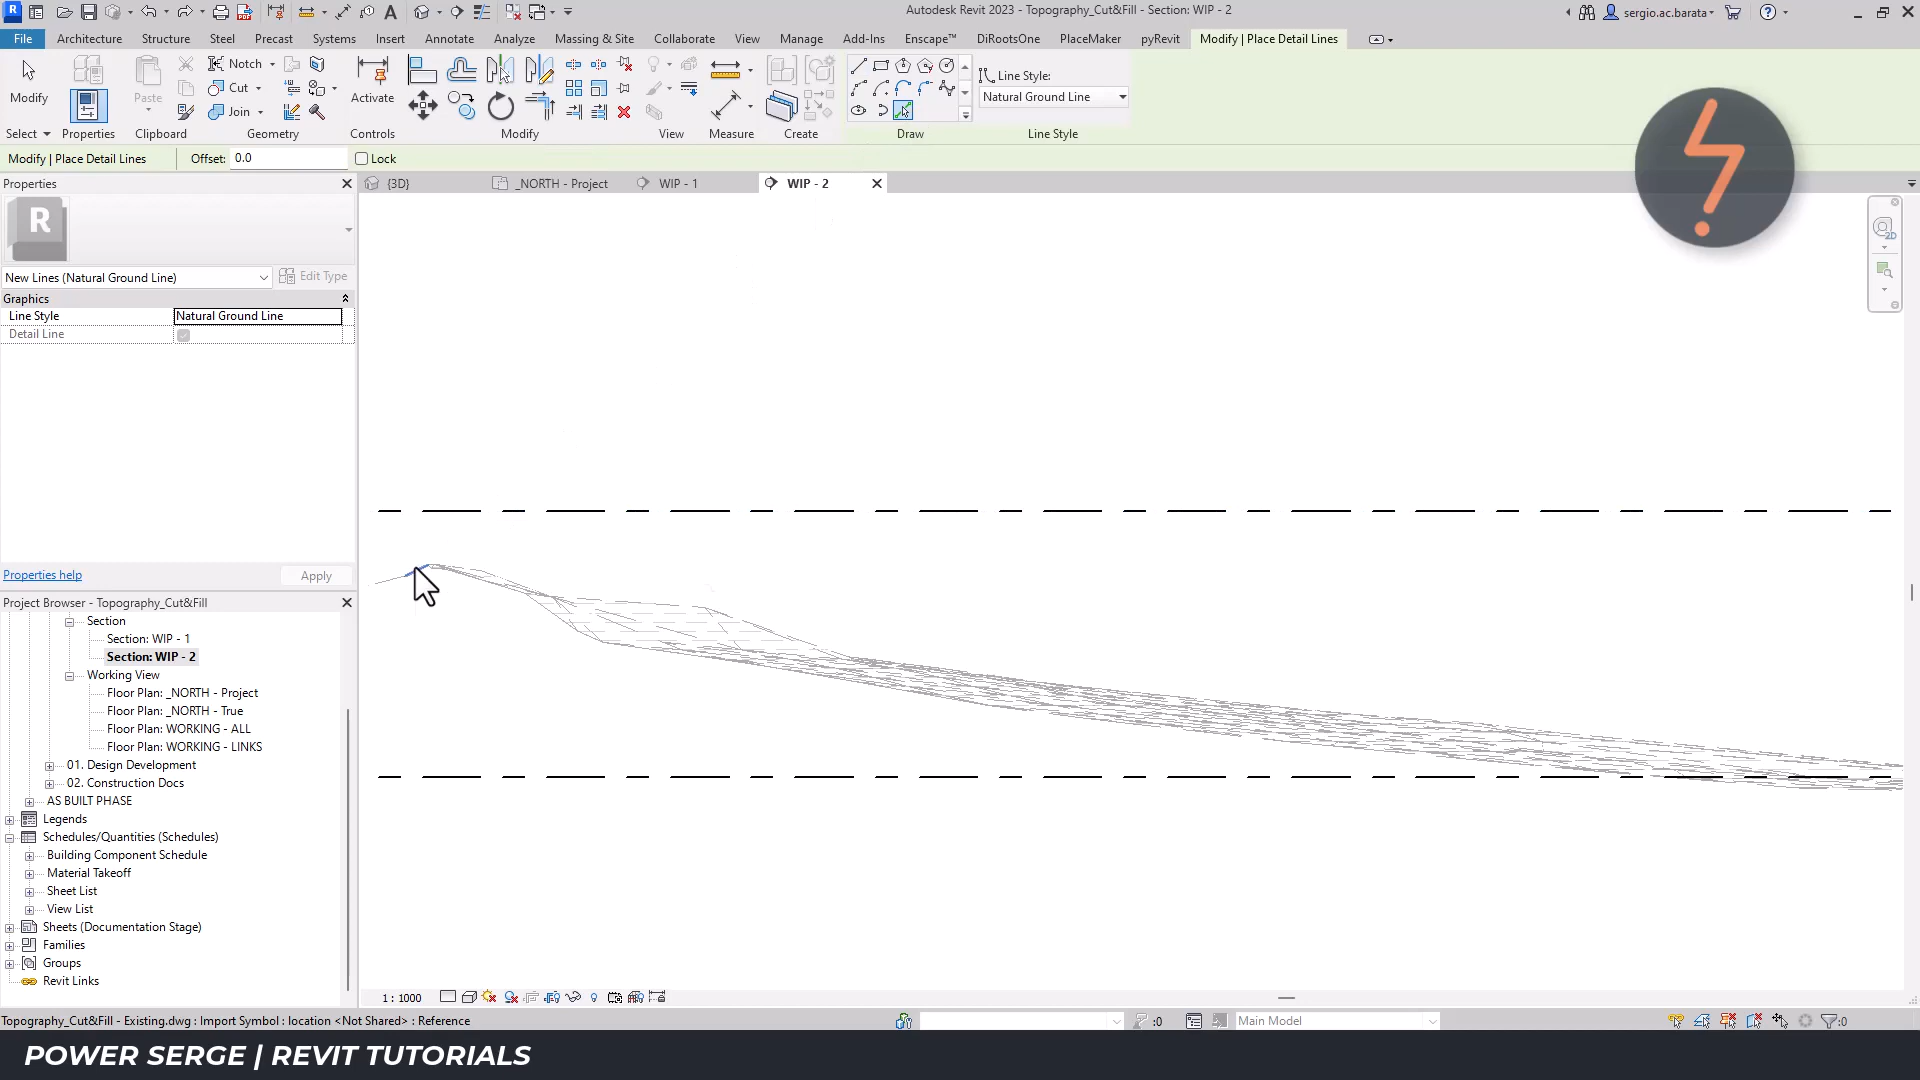 Autodesk Revit 2023 - Topography_Cut&Fill - Section: WIP - 2
sergio.ac.barata
File Architecture Structure Steel Precast Systems Insert Annotate Analyze Massing & Site Collaborate View Manage Add-Ins Enscape™ DiRootsOne PlaceMaker pyRevit Modify | Place Detail Lines
Modify
Paste
Notch
Cut
Join
Activate
Line Style:
Natural Ground Line
Select
Properties
Clipboard
Geometry
Controls
Modify
View
Measure
Create
Draw
Line Style
Modify | Place Detail Lines
Offset: 0.0
Lock
Properties
{3D}
_NORTH - Project
WIP - 1
WIP - 2
R
2D
New Lines (Natural Ground Line)
Edit Type
Graphics
Line Style Natural Ground Line
Detail Line
Properties help
Apply
Project Browser - Topography_Cut&Fill
Section
Section: WIP - 1
Section: WIP - 2
Working View
Floor Plan: _NORTH - Project
Floor Plan: _NORTH - True
Floor Plan: WORKING - ALL
Floor Plan: WORKING - LINKS
01. Design Development
02. Construction Docs
AS BUILT PHASE
Legends
Schedules/Quantities (Schedules)
Building Component Schedule
Material Takeoff
Sheet List
View List
Sheets (Documentation Stage)
Families
Groups
Revit Links
1 : 1000
Topography_Cut&Fill - Existing.dwg : Import Symbol : location <Not Shared> : Reference
:0
Main Model
:0
POWER SERGE | REVIT TUTORIALS